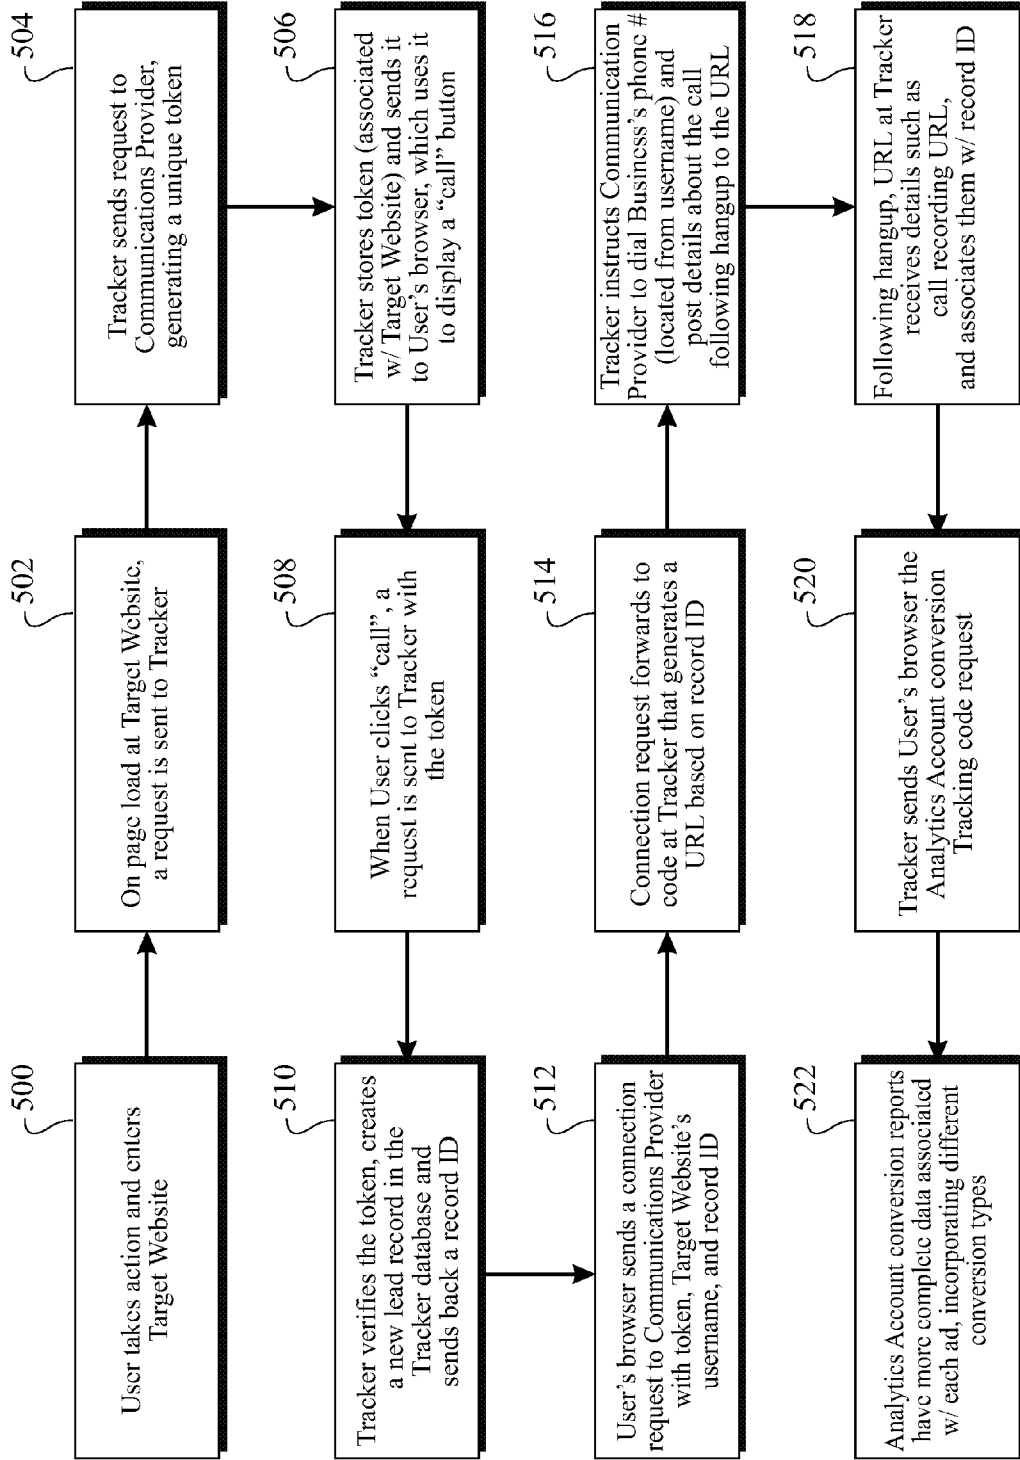 500
User takes action and enters
Target Website
502
On page load at Target Website,
a request is sent to Tracker
504
Tracker sends request to
Communications Provider,
generating a unique token
506
Tracker stores token (associated
w/ Target Website) and sends it
to User's browser, which uses it
to display a “call” button
508
When User clicks “call”, a
request is sent to Tracker with
the token
510
Tracker verifies the token, creates
a new lead record in the
Tracker database and
sends back a record ID
512
User's browser sends a connection
request to Communications Provider
with token, Target Website's
username, and record ID
514
Connection request forwards to
code at Tracker that generates a
URL based on record ID
516
Tracker instructs Communication
Provider to dial Business's phone #
(located from username) and
post details about the call
following hangup to the URL
518
Following hangup, URL at Tracker
receives details such as
call recording URL,
and associates them w/ record ID
520
Tracker sends User's browser the
Analytics Account conversion
Tracking code request
522
Analytics Account conversion reports
have more complete data associated
w/ each ad, incorporating different
conversion types